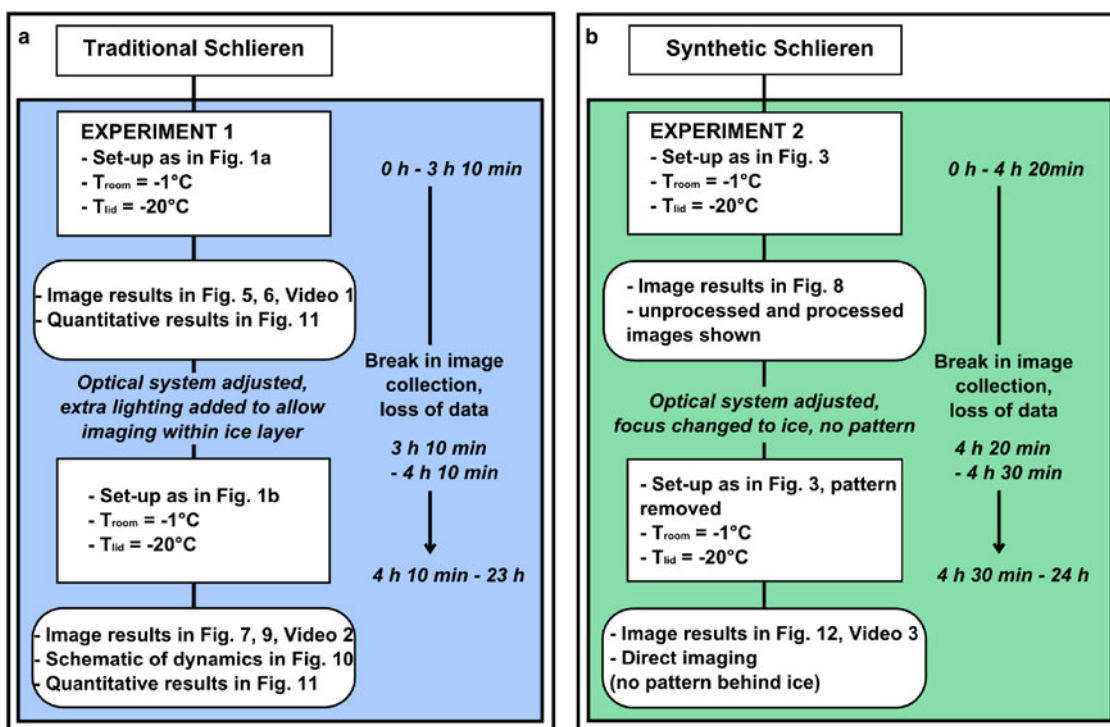 a
Traditional Schlieren
EXPERIMENT 1
- Set-up as in Fig. 1a
- Troom = -1°C
- Tlid = -20°C
0 h - 3 h 10 min
- Image results in Fig. 5, 6, Video 1
- Quantitative results in Fig. 11
Optical system adjusted,
extra lighting added to allow
imaging within ice layer
Break in image
collection,
loss of data
3 h 10 min
- 4 h 10 min
- Set-up as in Fig. 1b
- Troom = -1°C
- Tlid = -20°C
4 h 10 min - 23 h
- Image results in Fig. 7, 9, Video 2
- Schematic of dynamics in Fig. 10
- Quantitative results in Fig. 11
b
Synthetic Schlieren
EXPERIMENT 2
- Set-up as in Fig. 3
- Troom = -1°C
- Tlid = -20°C
0 h - 4 h 20min
- Image results in Fig. 8
- unprocessed and processed
images shown
Optical system adjusted,
focus changed to ice, no pattern
Break in image
collection,
loss of data
4 h 20 min
- 4 h 30 min
- Set-up as in Fig. 3, pattern
removed
- Troom = -1°C
- Tlid = -20°C
4 h 30 min - 24 h
- Image results in Fig. 12, Video 3
- Direct imaging
(no pattern behind ice)